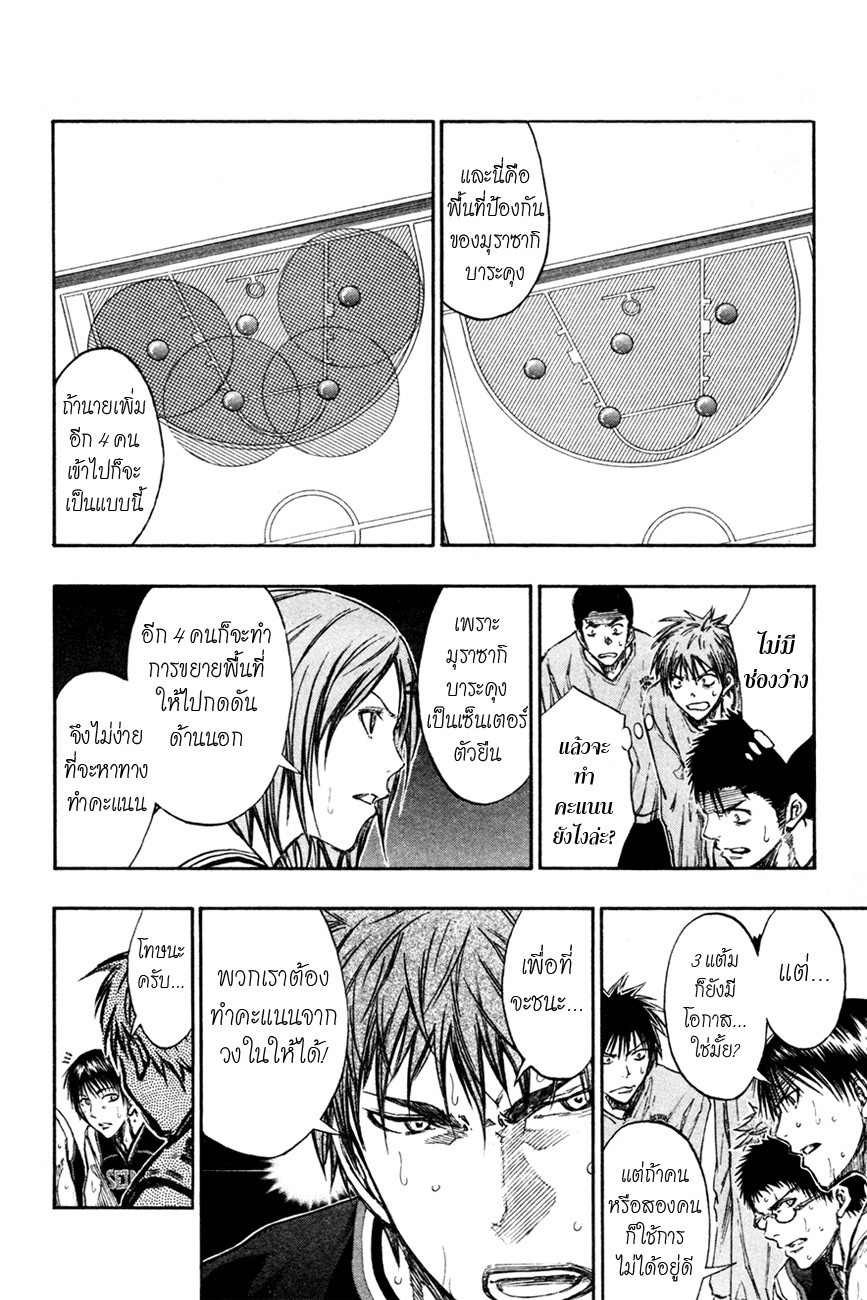 และนี่คือ
พื้นที่ป้องกัน
ของมุราซากิ
บาระคุง
ถ้านายเพิ่ม
อีก 4 คน
เข้าไปก็จะ
เป็นแบบนี้
ไม่มี
ช่องว่าง
แล้วจะ
ทำ
คะแนน
ยังไงล่ะ?
เพราะ
มุราซากิ
บาระคุง
เป็นเซ็นเตอร์
ตัวยืน
อีก 4 คนก็จะทำ
การขยายพื้นที่
ให้ไปกดดัน
ด้านนอก
จึงไม่ง่าย
ที่จะหาทาง
ทำคะแนน
แต่...
3 แต้ม
ก็ยังมี
โอกาส...
ใช่มั้ย?
แต่ถ้าคน
หรือสองคน
ก็ใช้การ
ไม่ได้อยู่ดี
เพื่อที่
จะชนะ...
พวกเราต้อง
ทำคะแนนจาก
วงในให้ได้!
โทษนะ
ครับ...
SEIR